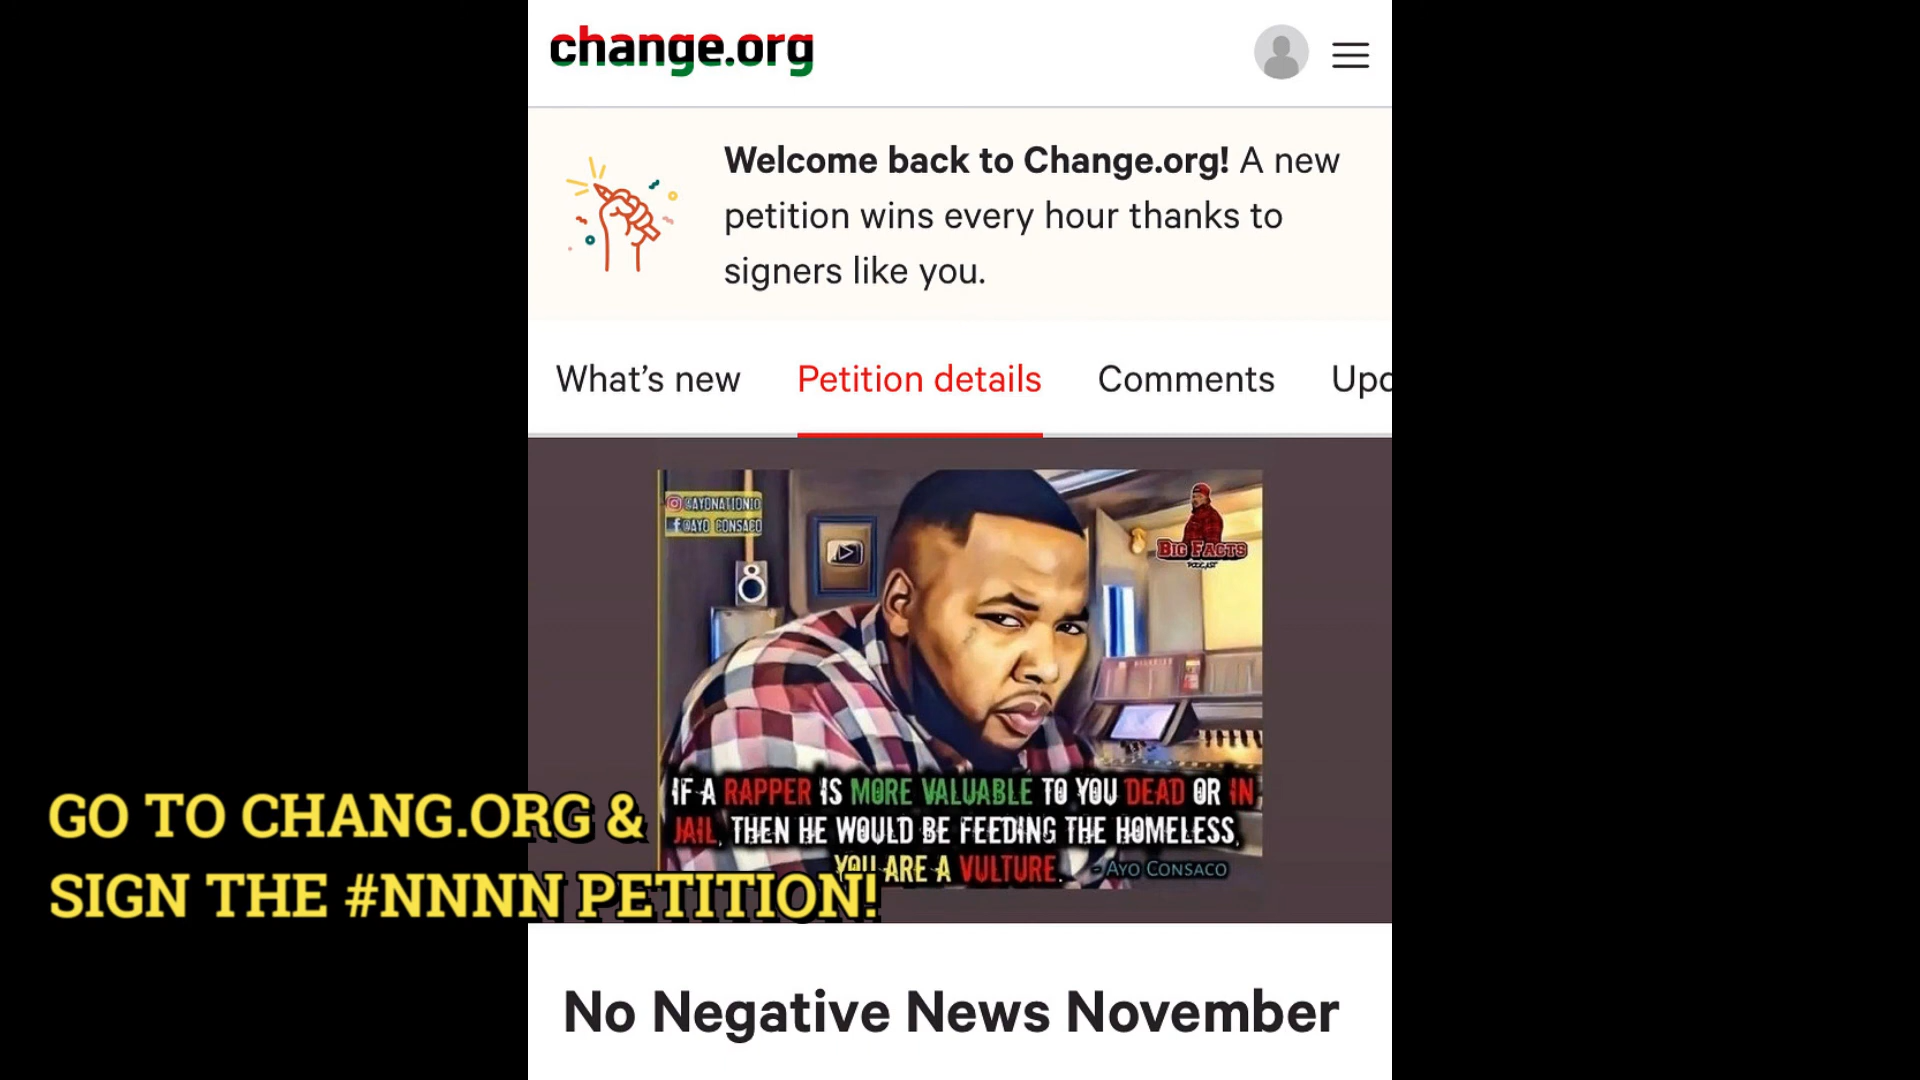 change.org
Welcome back to Change.org! A new
petition wins every hour thanks to
signers like you.
What's new Petition details Comments Upd
@AYONATION10
@AYO CONSACO
BIG FACTS
PODCAST
IF A RAPPER IS MORE VALUABLE TO YOU DEAD OR IN
JAIL, THEN HE WOULD BE FEEDING THE HOMELESS,
YOU ARE A VULTURE. - AYO CONSACO
GO TO CHANG.ORG &
SIGN THE #NNNN PETITION!
No Negative News November